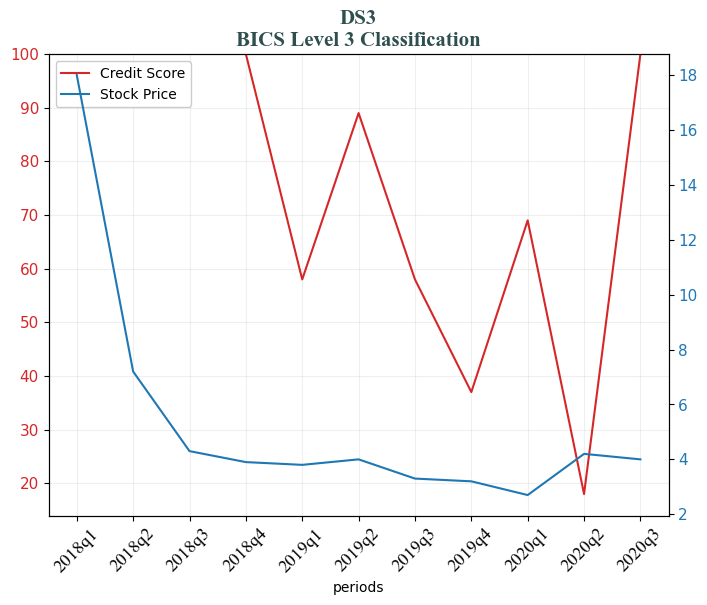 DS3
BICS Level 3 Classification
Credit Score
Stock Price
100
90
80
70
60
50
40
30
20
18
16
14
12
10
8
6
4
2
2018q1
2018q2
2018q3
2018q4
2019q1
2019q2
2019q3
2019q4
2020q1
2020q2
2020q3
periods